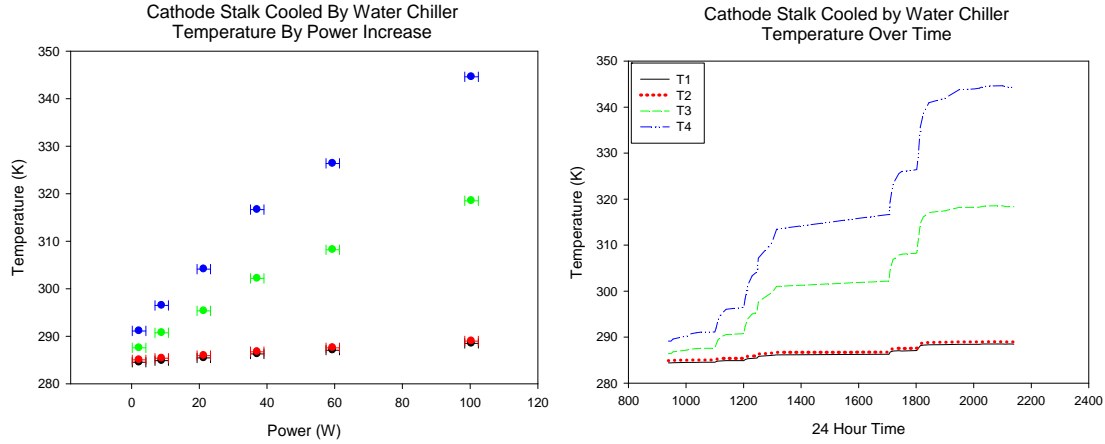 Cathode Stalk Cooled By Water Chiller
Temperature By Power Increase
350
340
330
320
310
300
290
280
Temperature (K)
0 20 40 60 80 100 120
Power (W)
Cathode Stalk Cooled by Water Chiller
Temperature Over Time
350
340
330
320
310
300
290
280
Temperature (K)
T1
T2
T3
T4
800 1000 1200 1400 1600 1800 2000 2200 2400
24 Hour Time